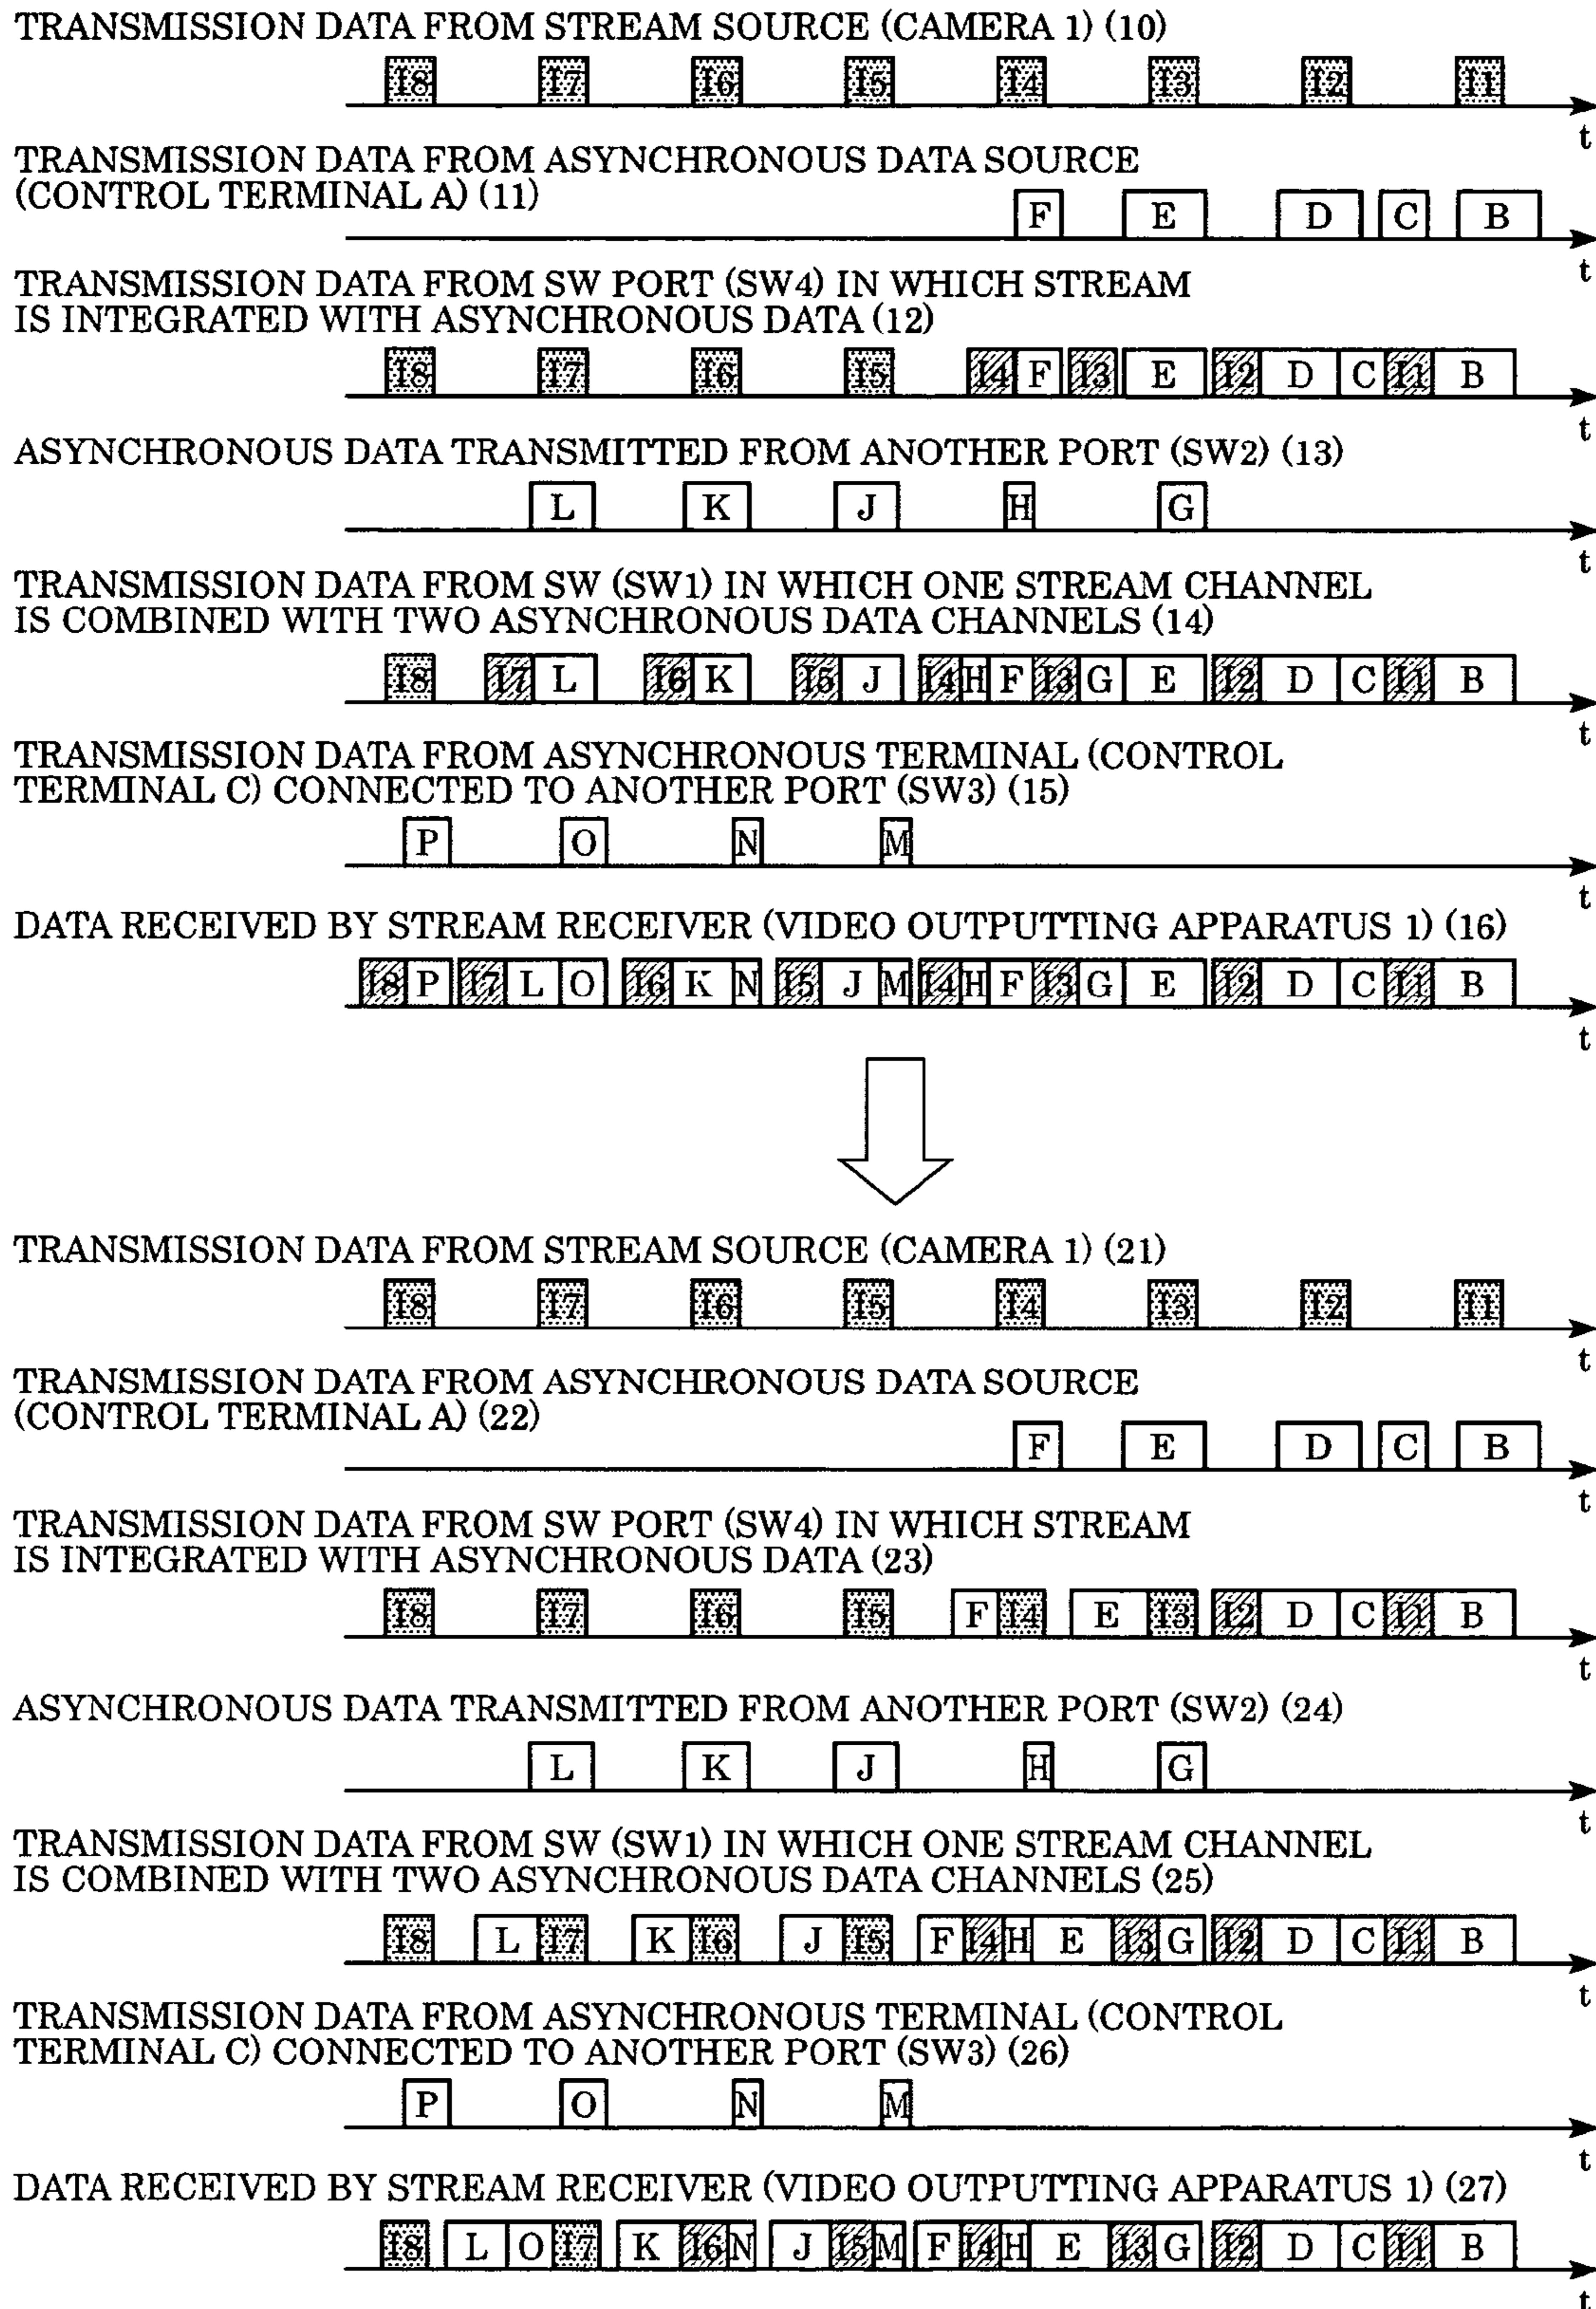 TRANSMISSION DATA FROM STREAM SOURCE (CAMERA 1) (10)
I8 I7 I6 I5 I4 I3 I2 I1
t
TRANSMISSION DATA FROM ASYNCHRONOUS DATA SOURCE
(CONTROL TERMINAL A) (11)
F E D C B
t
TRANSMISSION DATA FROM SW PORT (SW4) IN WHICH STREAM
IS INTEGRATED WITH ASYNCHRONOUS DATA (12)
I8 I7 I6 I5 I4 F I3 E I2 D C I1 B
t
ASYNCHRONOUS DATA TRANSMITTED FROM ANOTHER PORT (SW2) (13)
L K J H G
t
TRANSMISSION DATA FROM SW (SW1) IN WHICH ONE STREAM CHANNEL
IS COMBINED WITH TWO ASYNCHRONOUS DATA CHANNELS (14)
I8 I7 L I6 K I5 J I4 H F I3 G E I2 D C I1 B
t
TRANSMISSION DATA FROM ASYNCHRONOUS TERMINAL (CONTROL
TERMINAL C) CONNECTED TO ANOTHER PORT (SW3) (15)
P O N M
t
DATA RECEIVED BY STREAM RECEIVER (VIDEO OUTPUTTING APPARATUS 1) (16)
I8 P I7 L O I6 K N I5 J M I4 H F I3 G E I2 D C I1 B
t
TRANSMISSION DATA FROM STREAM SOURCE (CAMERA 1) (21)
I8 I7 I6 I5 I4 I3 I2 I1
t
TRANSMISSION DATA FROM ASYNCHRONOUS DATA SOURCE
(CONTROL TERMINAL A) (22)
F E D C B
t
TRANSMISSION DATA FROM SW PORT (SW4) IN WHICH STREAM
IS INTEGRATED WITH ASYNCHRONOUS DATA (23)
I8 I7 I6 I5 F I4 E I3 I2 D C I1 B
t
ASYNCHRONOUS DATA TRANSMITTED FROM ANOTHER PORT (SW2) (24)
L K J H G
t
TRANSMISSION DATA FROM SW (SW1) IN WHICH ONE STREAM CHANNEL
IS COMBINED WITH TWO ASYNCHRONOUS DATA CHANNELS (25)
I8 L I7 K I6 J I5 F I4 H E I3 G I2 D C I1 B
t
TRANSMISSION DATA FROM ASYNCHRONOUS TERMINAL (CONTROL
TERMINAL C) CONNECTED TO ANOTHER PORT (SW3) (26)
P O N M
t
DATA RECEIVED BY STREAM RECEIVER (VIDEO OUTPUTTING APPARATUS 1) (27)
I8 L O I7 K I6 N J I5 M F I4 H E I3 G I2 D C I1 B
t